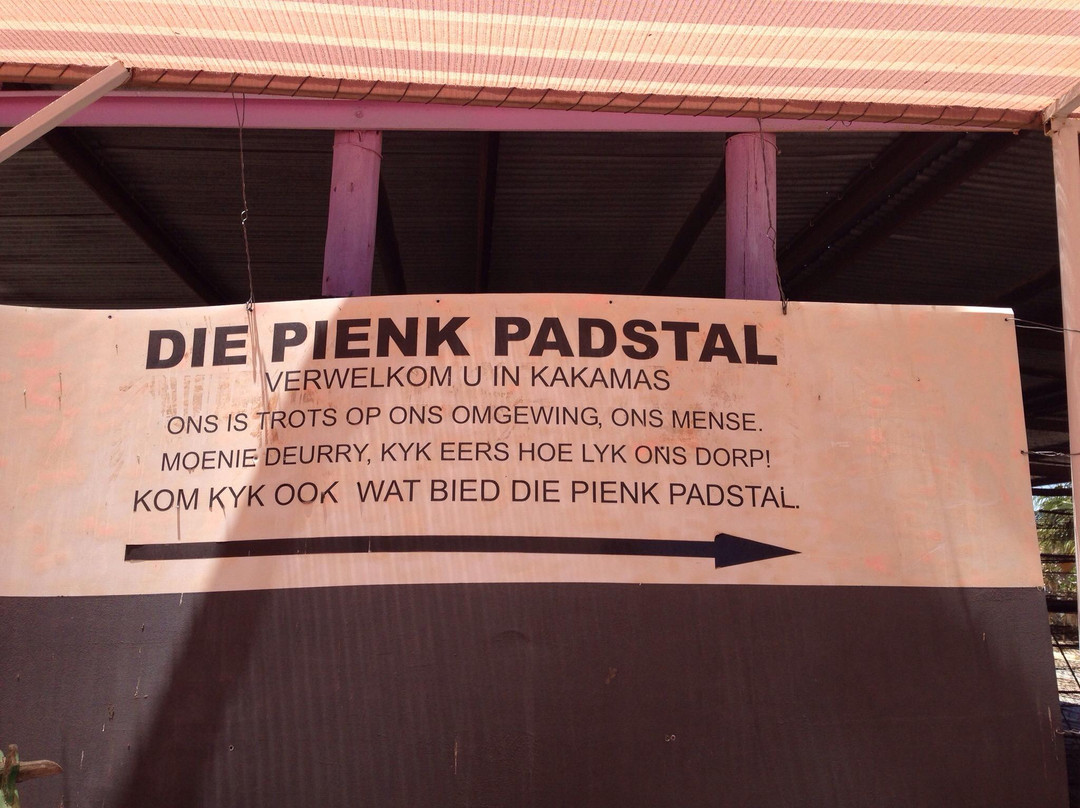 DIE PIENK PADSTAL
VERWELKOM U IN KAKAMAS
ONS IS TROTS OP ONS OMGEWING, ONS MENSE.
MOENIE DEURRY, KYK EERS HOE LYK ONS DORP!
KOM KYK OOK WAT BIED DIE PIENK PADSTAL.